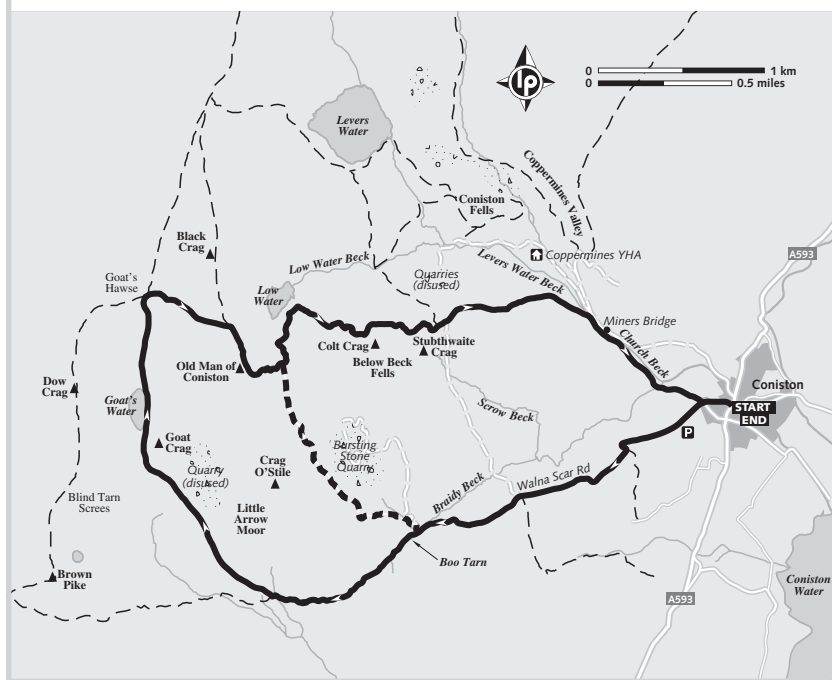 lp
0 1 km
0 0.5 miles
Levers
Water
Coppermines Valley
Coniston
Fells
Black
Crag
A593
Low Water Beck
Levers Water Beck
Coppermines YHA
Quarries
(disused)
Goat's
Hawse
Low
Water
Miners Bridge
Church Beck
Colt Crag
Stubthwaite
Crag
Below Beck
Fells
Old Man of
Coniston
Dow
Crag
Goat's
Water
Coniston
START
END
Scrow Beck
P
Goat
Crag
Bursting
Stone
Quarry
Quarry
(disused)
Crag
O'Stile
Braidy Beck
Walna Scar Rd
Blind Tarn
Screes
Little
Arrow
Moor
Boo Tarn
Brown
Pike
Coniston
Water
A593